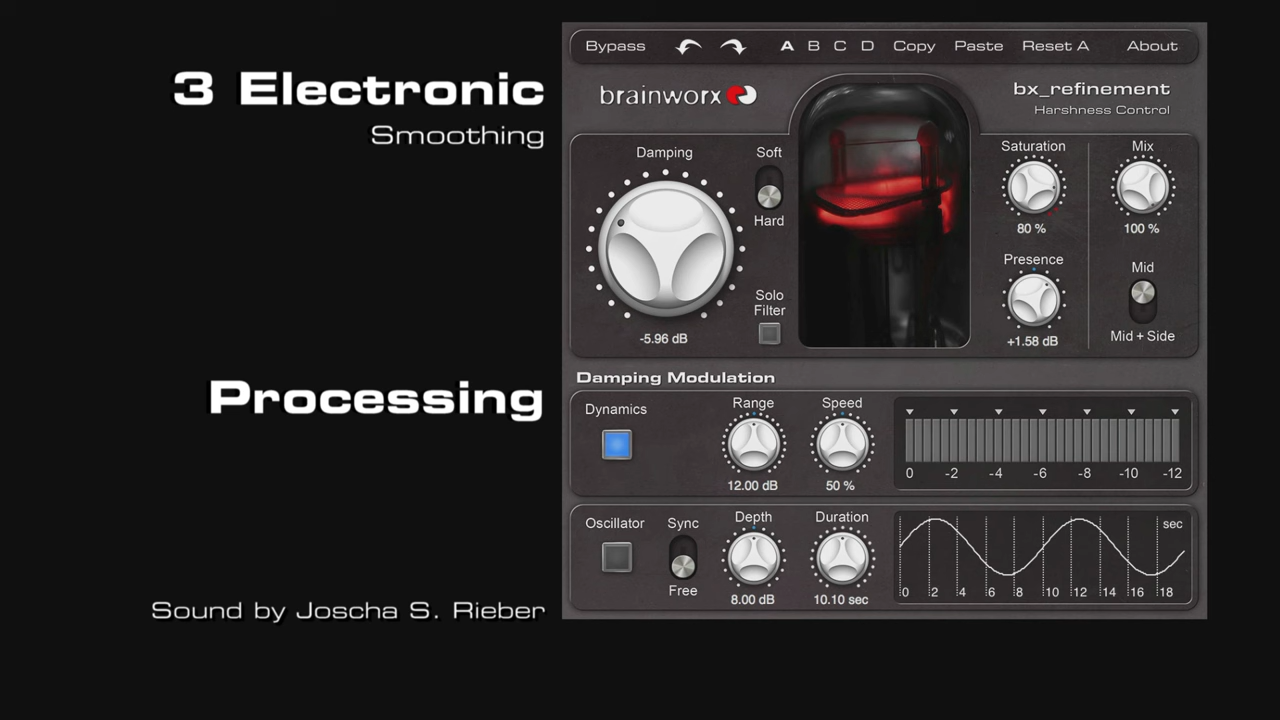 3 Electronic
Smoothing
Processing
Sound by Joscha S. Rieber
Bypass A B C D Copy Paste Reset A About
brainworx
bx_refinement
Harshness Control
Damping
Soft
Hard
Solo
Filter
-5.96 dB
Saturation
80 %
Mix
100 %
Presence
+1.58 dB
Mid
Mid + Side
Damping Modulation
Dynamics
Range
12.00 dB
Speed
50 %
0 -2 -4 -6 -8 -10 -12
Oscillator
Sync
Free
Depth
8.00 dB
Duration
10.10 sec
sec
0 2 4 6 8 10 12 14 16 18